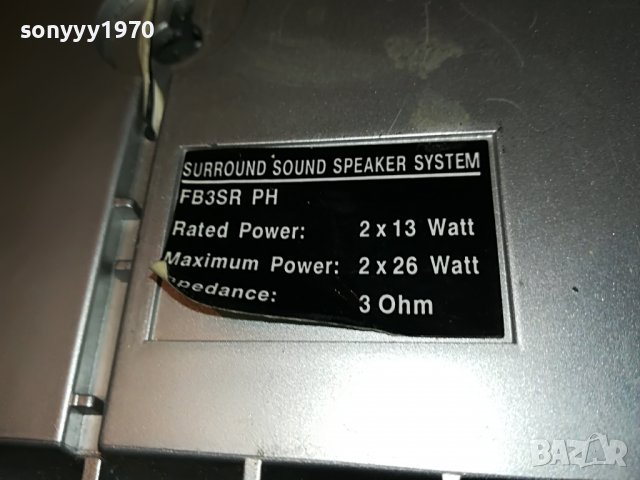 sonyyy1970
SURROUND SOUND SPEAKER SYSTEM
FB3SR PH
Rated Power: 2 x 13 Watt
Maximum Power: 2 x 26 Watt
pedance: 3 Ohm
BAZAR